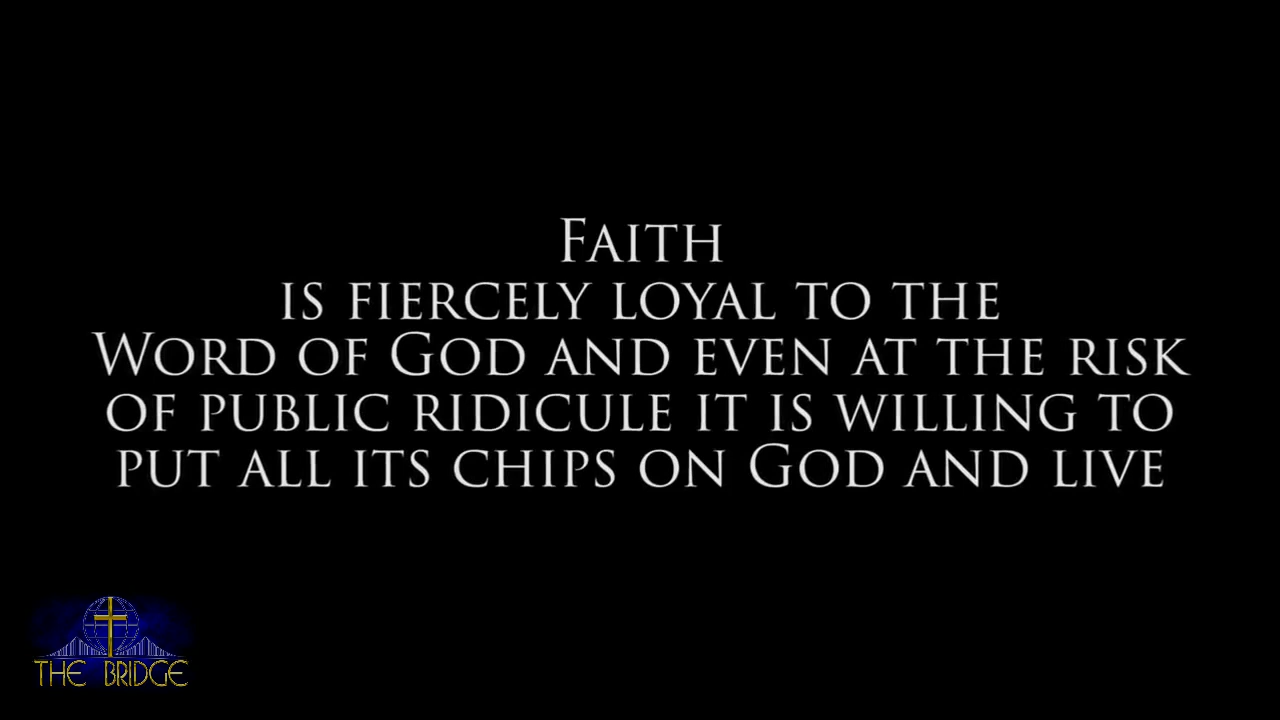 Faith
is fiercely loyal to the
Word of God and even at the risk
of public ridicule it is willing to
put all its chips on God and live
THE BRIDGE